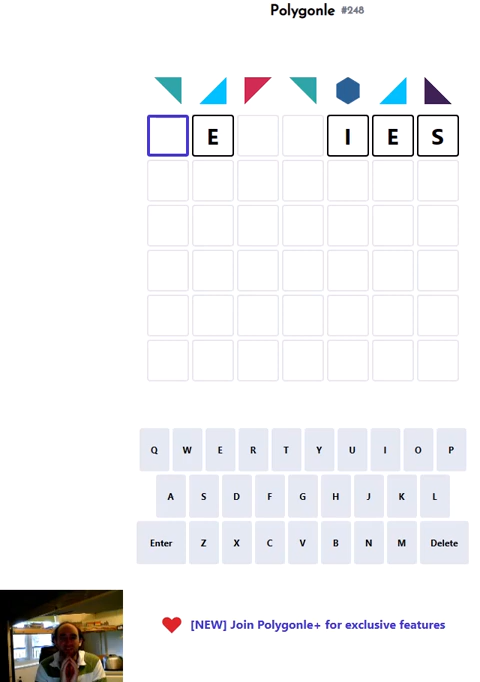 Polygonle #248
E I E S
Q W E R T Y U I O P
A S D F G H J K L
Enter Z X C V B N M Delete
[NEW] Join Polygonle+ for exclusive features